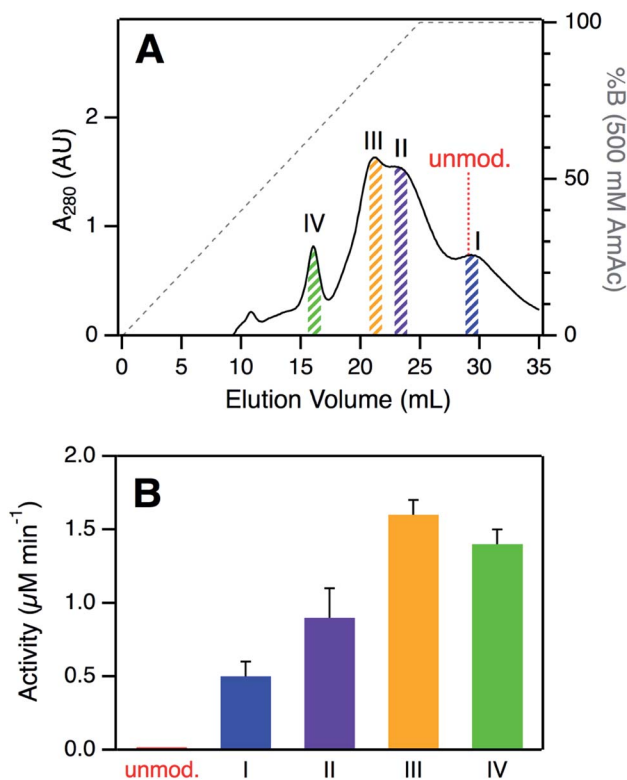 A
100
2
A280 (AU)
%B (500 mM AmAc)
III
II
unmod.
50
1
IV
I
0
0
0
5
10
15
20
25
30
35
Elution Volume (mL)
B
2.0
1.5
1.0
0.5
0.0
Activity (µM min⁻¹)
unmod.
I
II
III
IV